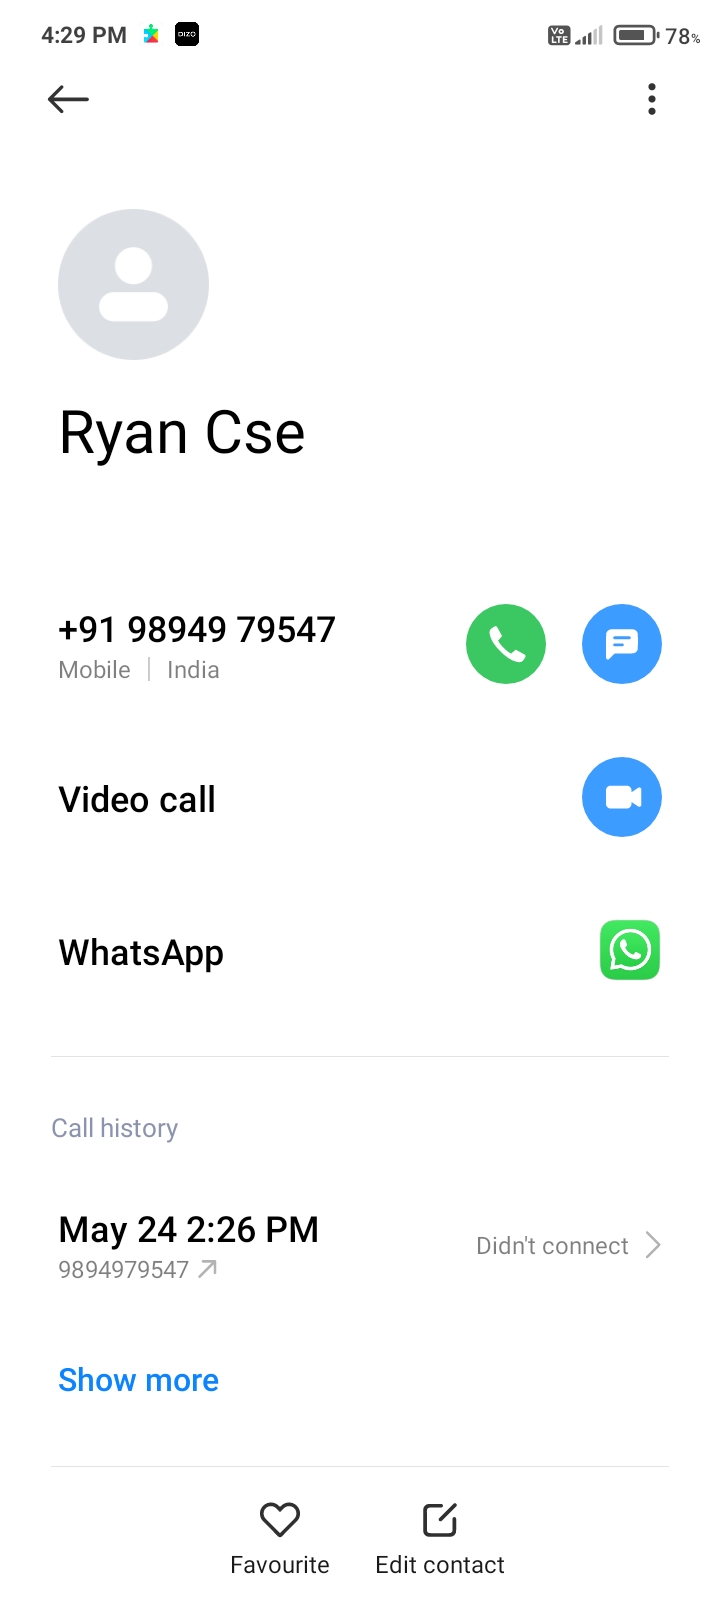 4:29 PM DIZO Vo LTE 78%
Ryan Cse
+91 98949 79547
Mobile | India
Video call
WhatsApp
Call history
May 24 2:26 PM
9894979547
Didn't connect
Show more
Favourite Edit contact